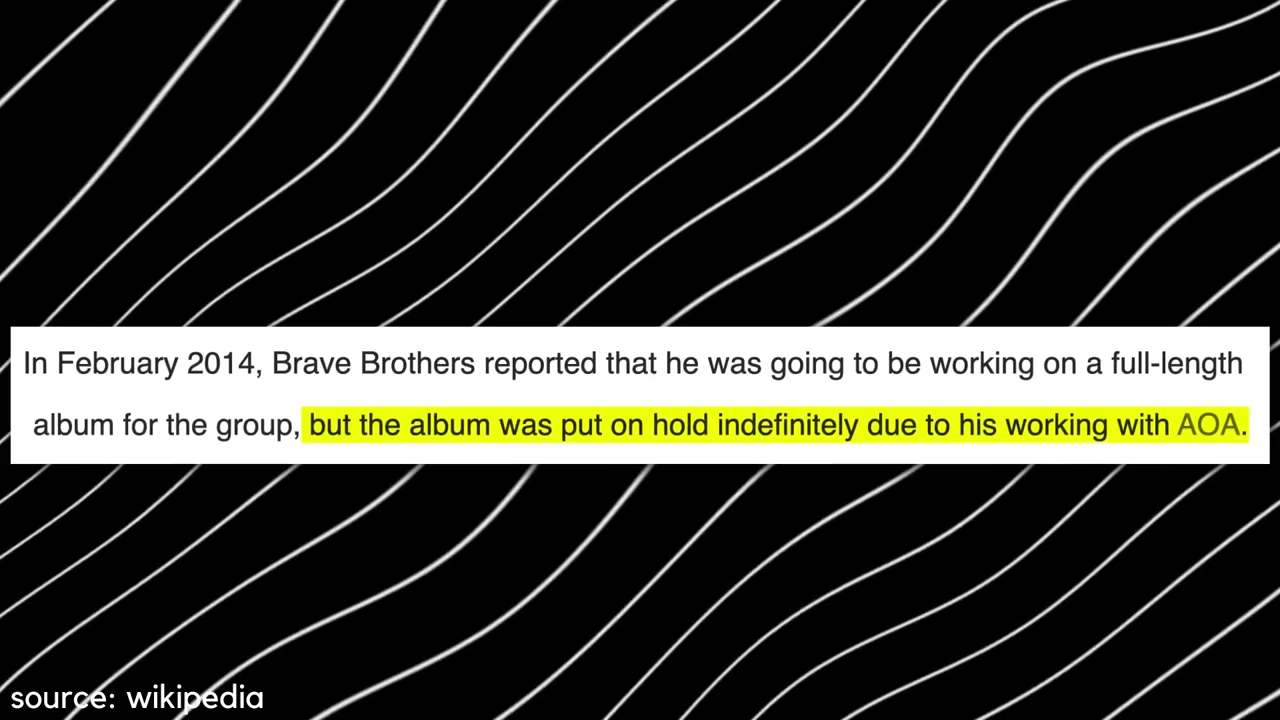 In February 2014, Brave Brothers reported that he was going to be working on a full-length
album for the group, but the album was put on hold indefinitely due to his working with AOA.
source: wikipedia